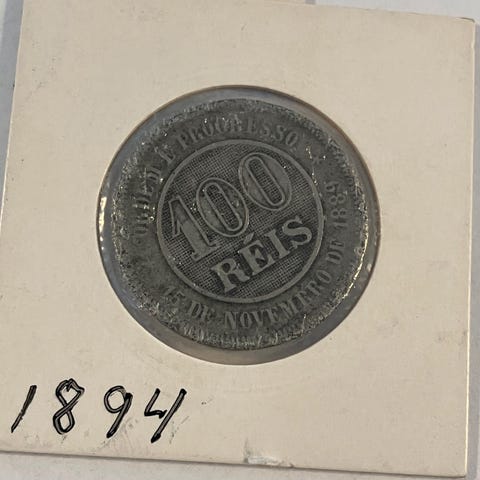 ORDEM E PROGRESSO
100
RÉIS
15 DE NOVEMBRO DE 1889
1894